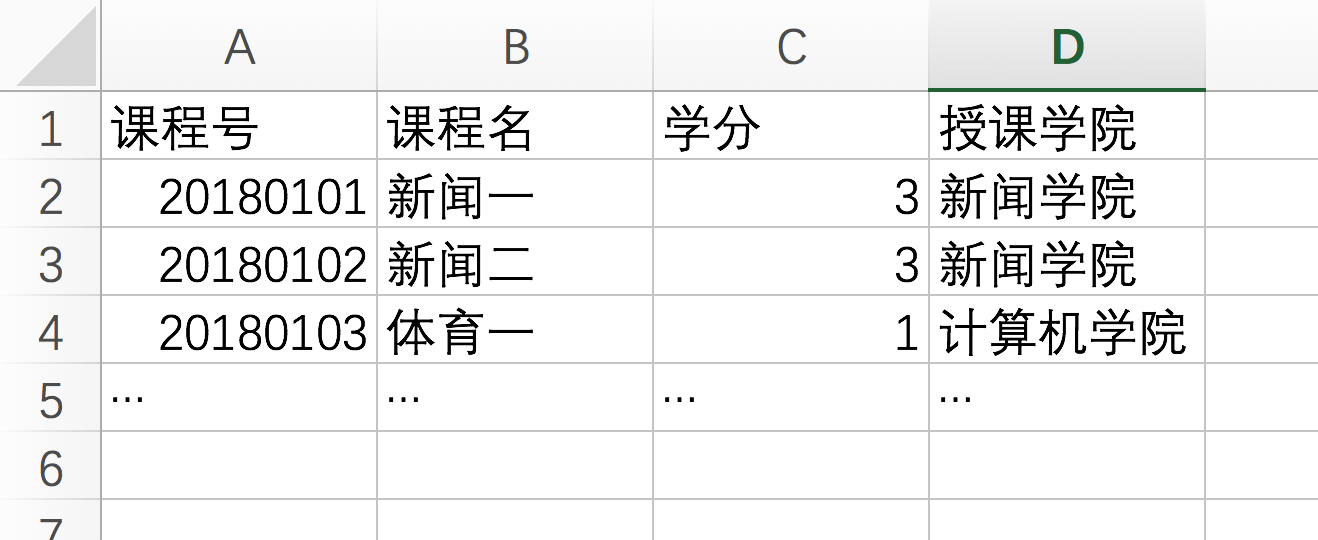 A B C D
1 课程号 课程名 学分 授课学院
2 20180101 新闻一 3 新闻学院
3 20180102 新闻二 3 新闻学院
4 20180103 体育一 1 计算机学院
5 ... ... ... ...
6
7